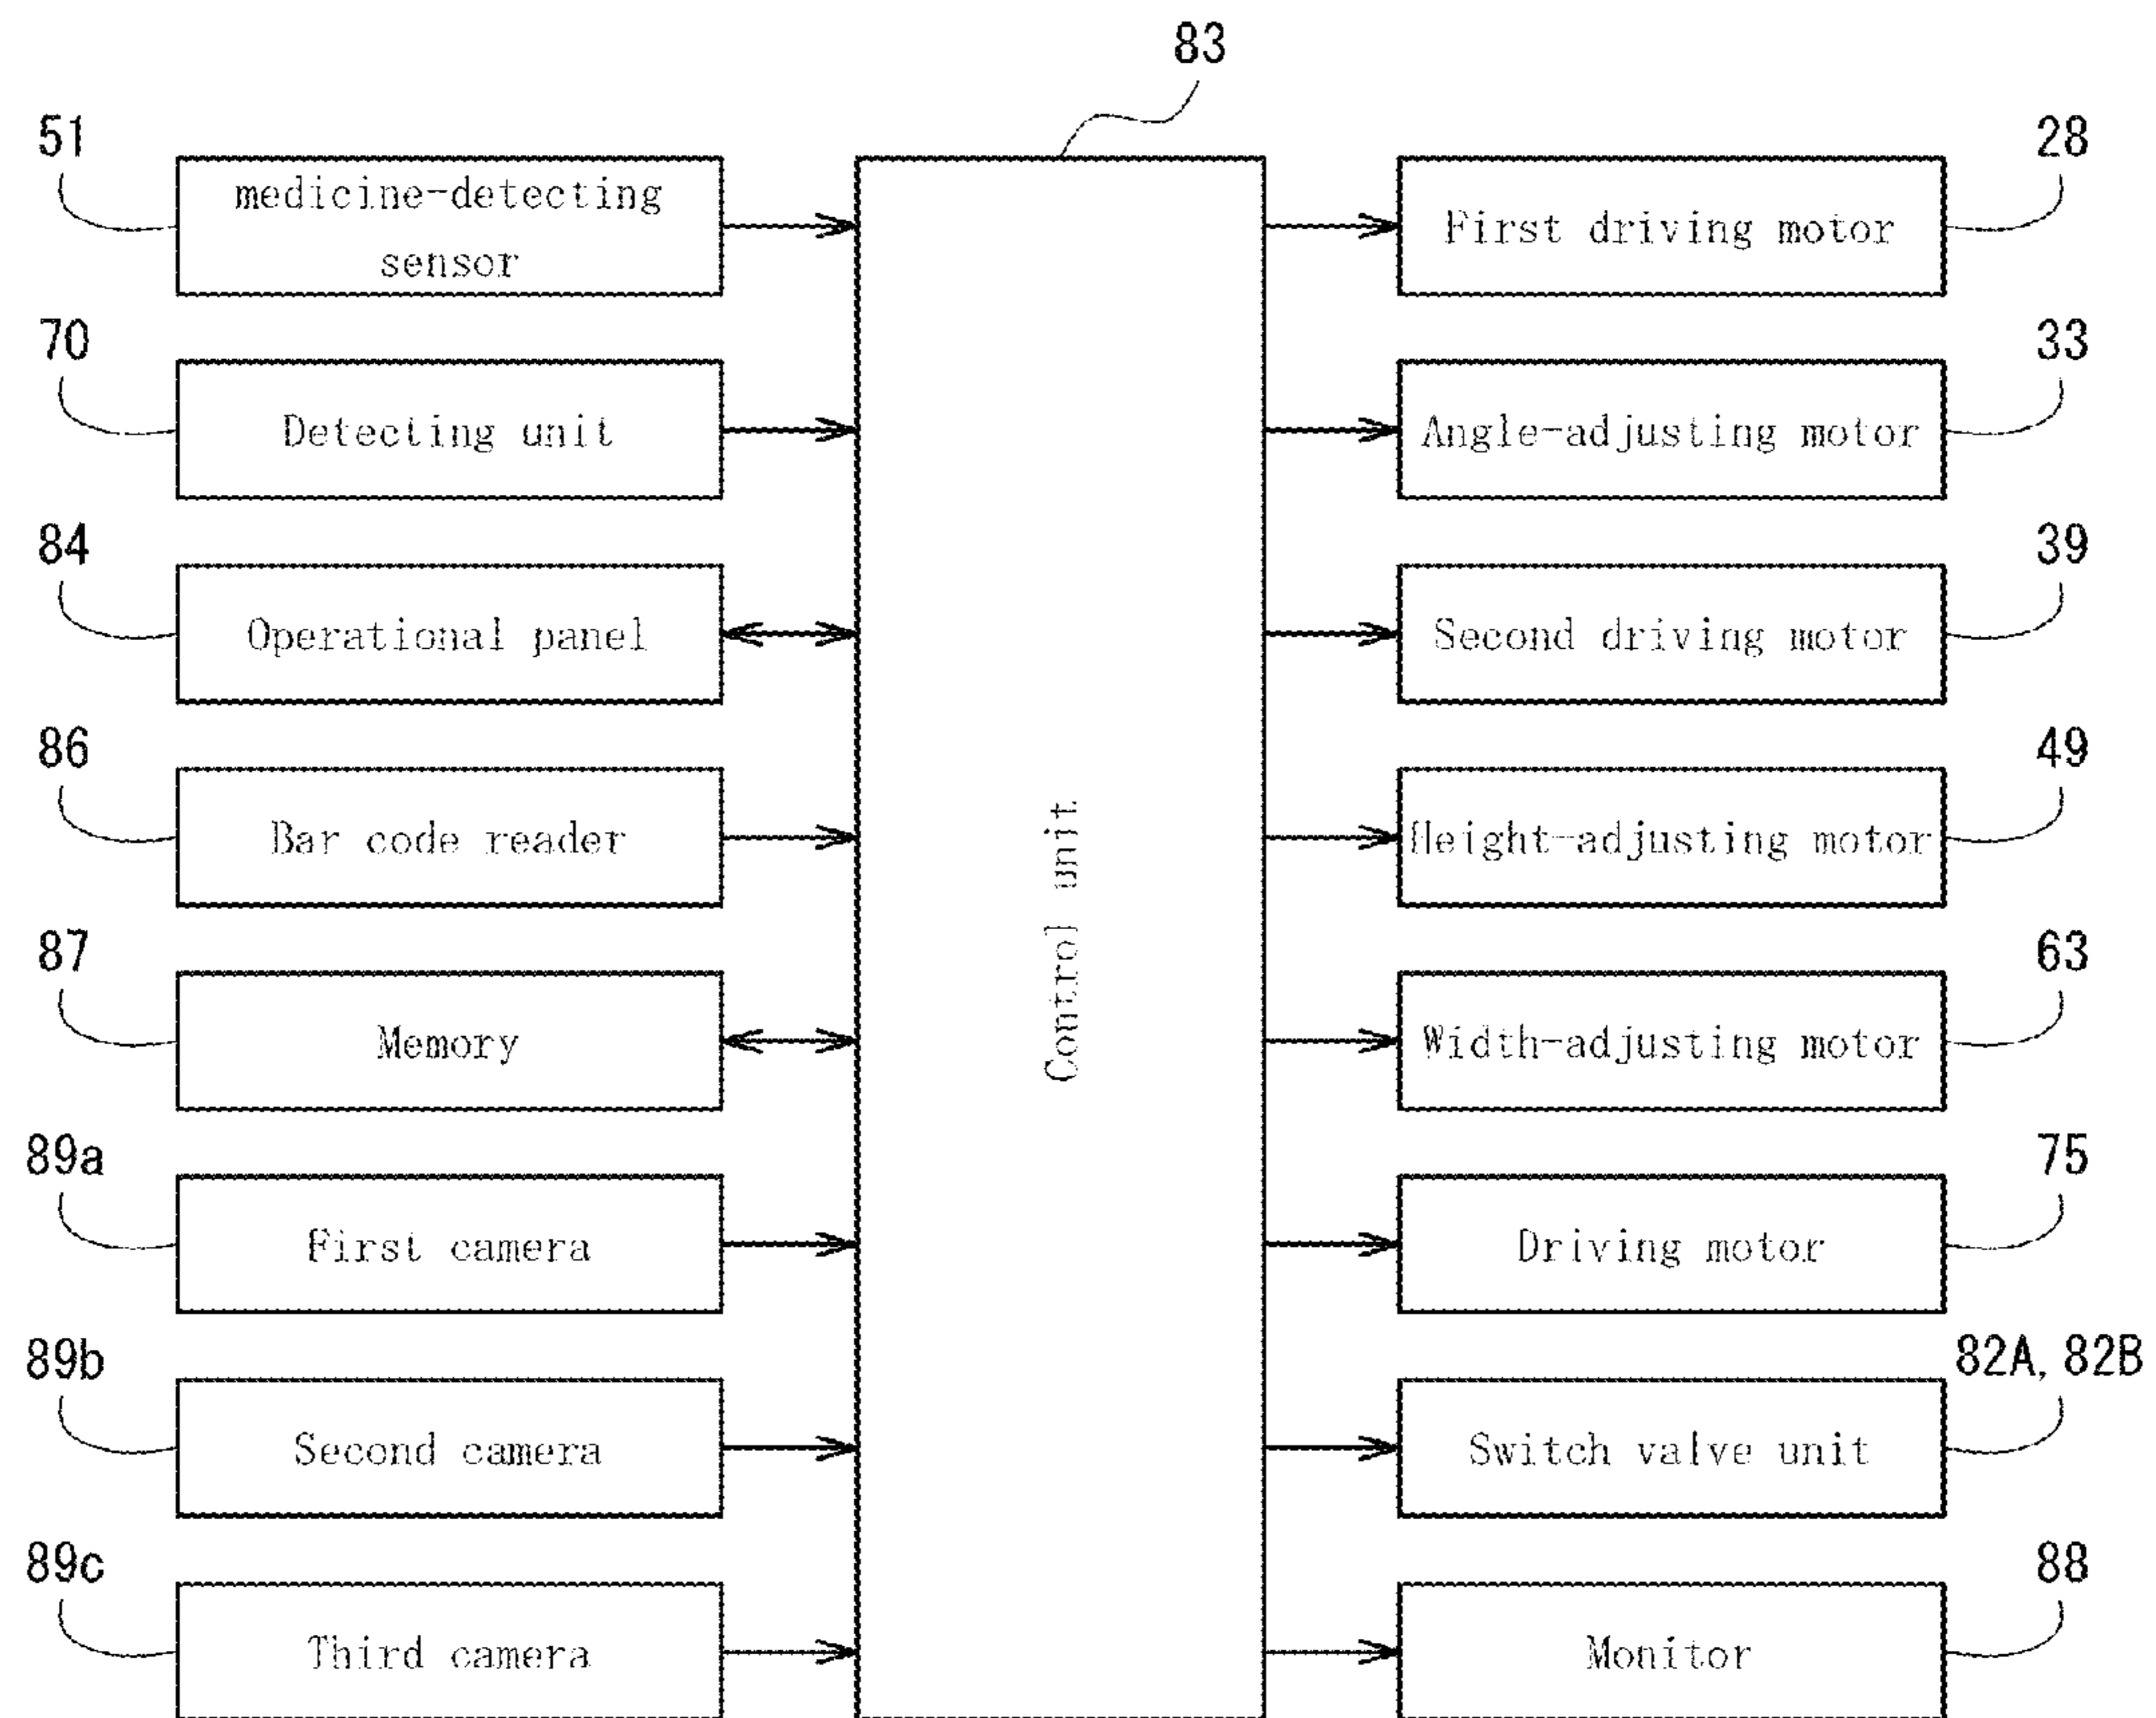 83
51
medicine-detecting
sensor
First driving motor
28
70
Detecting unit
Angle-adjusting motor
33
84
Operational panel
Second driving motor
39
86
Bar code reader
Height-adjusting motor
49
Control unit
87
Memory
Width-adjusting motor
63
89a
First camera
Driving motor
75
89b
Second camera
Switch valve unit
82A, 82B
89c
Third camera
Monitor
88